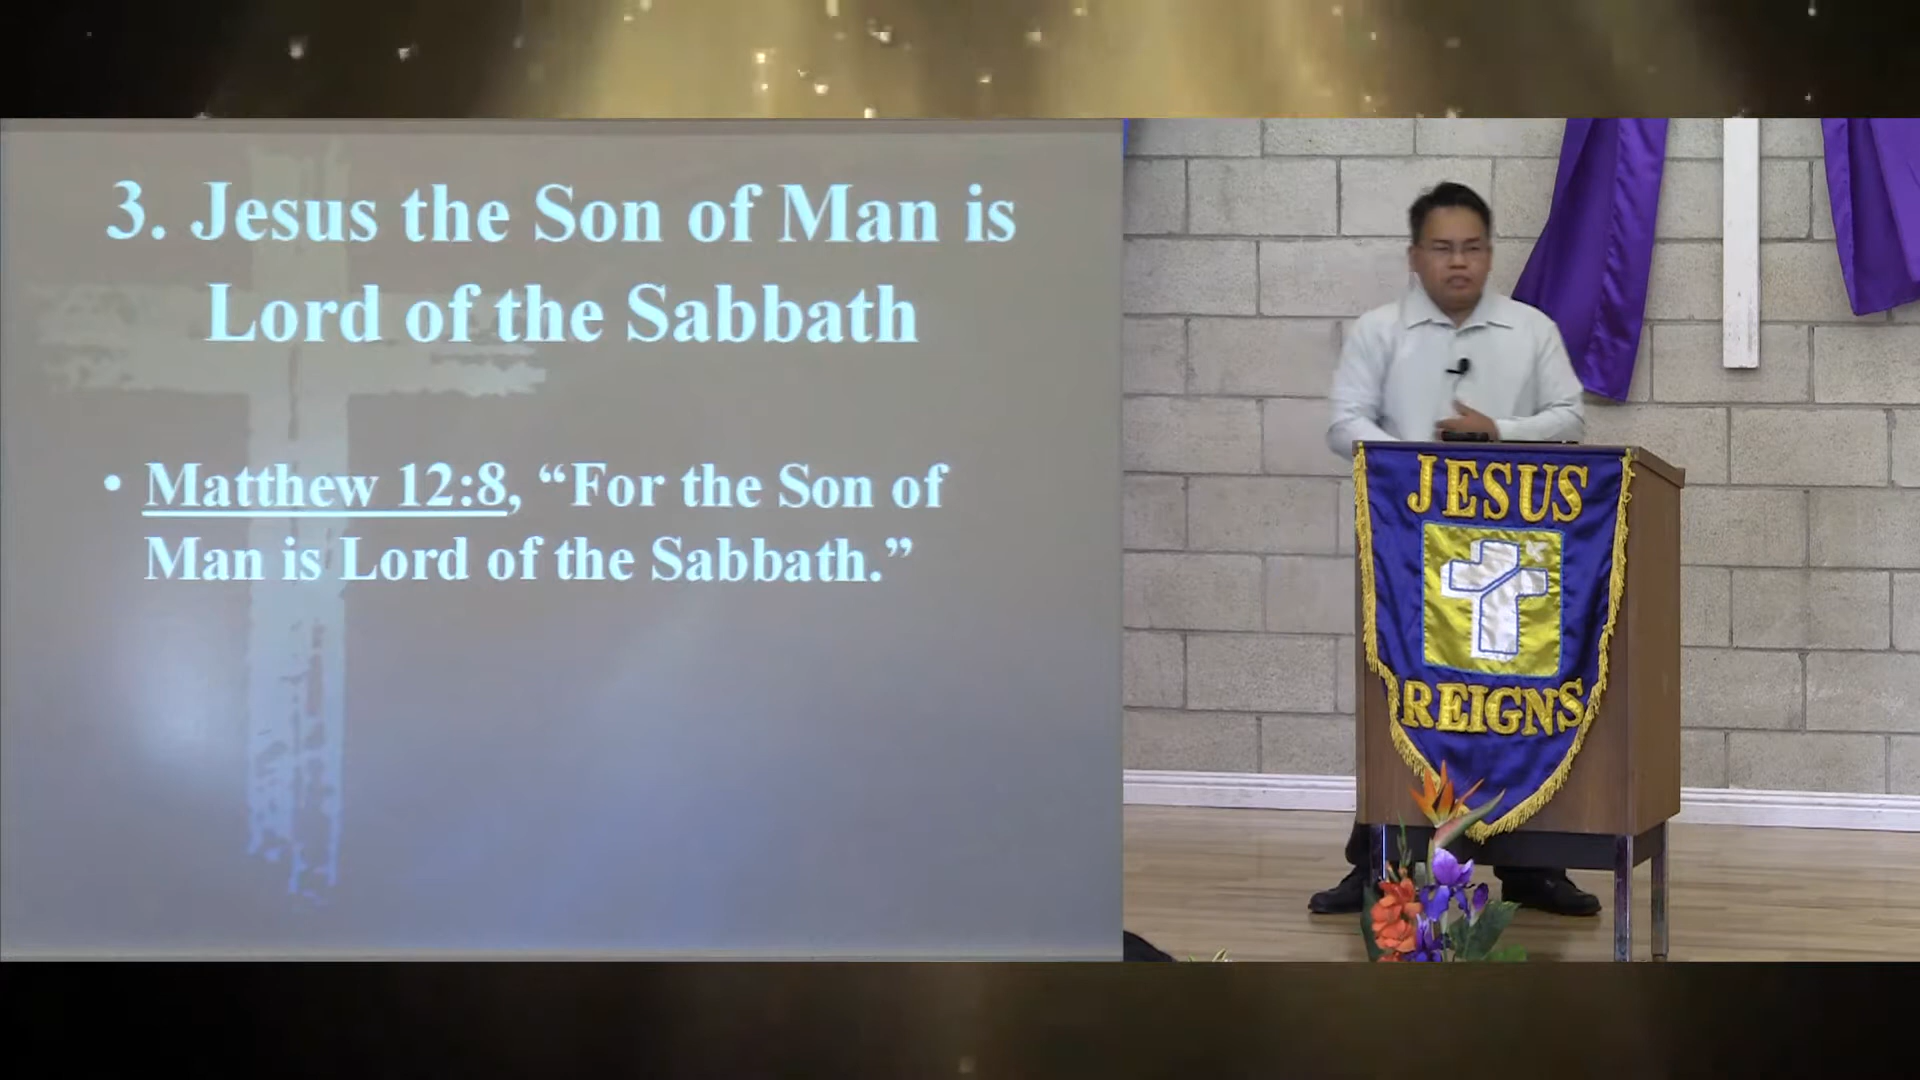 3. Jesus the Son of Man is
Lord of the Sabbath
• Matthew 12:8, “For the Son of
Man is Lord of the Sabbath.”
JESUS
REIGNS